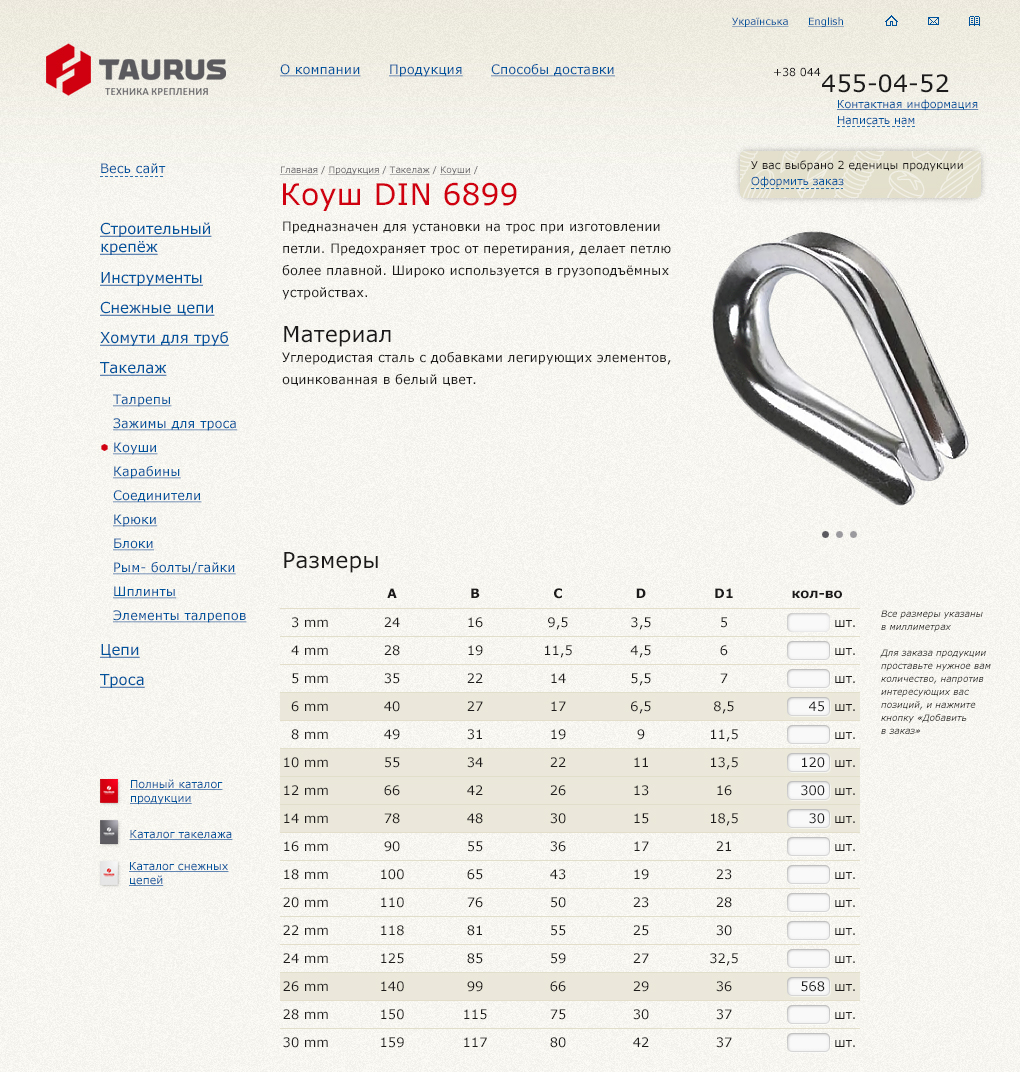 Українська English
TAURUS
ТЕХНИКА КРЕПЛЕНИЯ
О компании Продукция Способы доставки
+38 044 455-04-52
Контактная информация
Написать нам
У вас выбрано 2 еденицы продукции
Оформить заказ
Весь сайт
Строительный
крепёж
Инструменты
Снежные цепи
Хомути для труб
Такелаж
Талрепы
Зажимы для троса
Коуши
Карабины
Соединители
Крюки
Блоки
Рым- болты/гайки
Шплинты
Элементы талрепов
Цепи
Троса
Полный каталог
продукции
Каталог такелажа
Каталог снежных
цепей
Главная / Продукция / Такелаж / Коуши /
Коуш DIN 6899
Предназначен для установки на трос при изготовлении
петли. Предохраняет трос от перетирания, делает петлю
более плавной. Широко используется в грузоподъёмных
устройствах.
Материал
Углеродистая сталь с добавками легирующих элементов,
оцинкованная в белый цвет.
Размеры
A B C D D1 кол-во
3 mm 24 16 9,5 3,5 5 шт.
4 mm 28 19 11,5 4,5 6 шт.
5 mm 35 22 14 5,5 7 шт.
6 mm 40 27 17 6,5 8,5 45 шт.
8 mm 49 31 19 9 11,5 шт.
10 mm 55 34 22 11 13,5 120 шт.
12 mm 66 42 26 13 16 300 шт.
14 mm 78 48 30 15 18,5 30 шт.
16 mm 90 55 36 17 21 шт.
18 mm 100 65 43 19 23 шт.
20 mm 110 76 50 23 28 шт.
22 mm 118 81 55 25 30 шт.
24 mm 125 85 59 27 32,5 шт.
26 mm 140 99 66 29 36 568 шт.
28 mm 150 115 75 30 37 шт.
30 mm 159 117 80 42 37 шт.
Все размеры указаны
в миллиметрах
Для заказа продукции
проставьте нужное вам
количество, напротив
интересующих вас
позиций, и нажмите
кнопку «Добавить
в заказ»